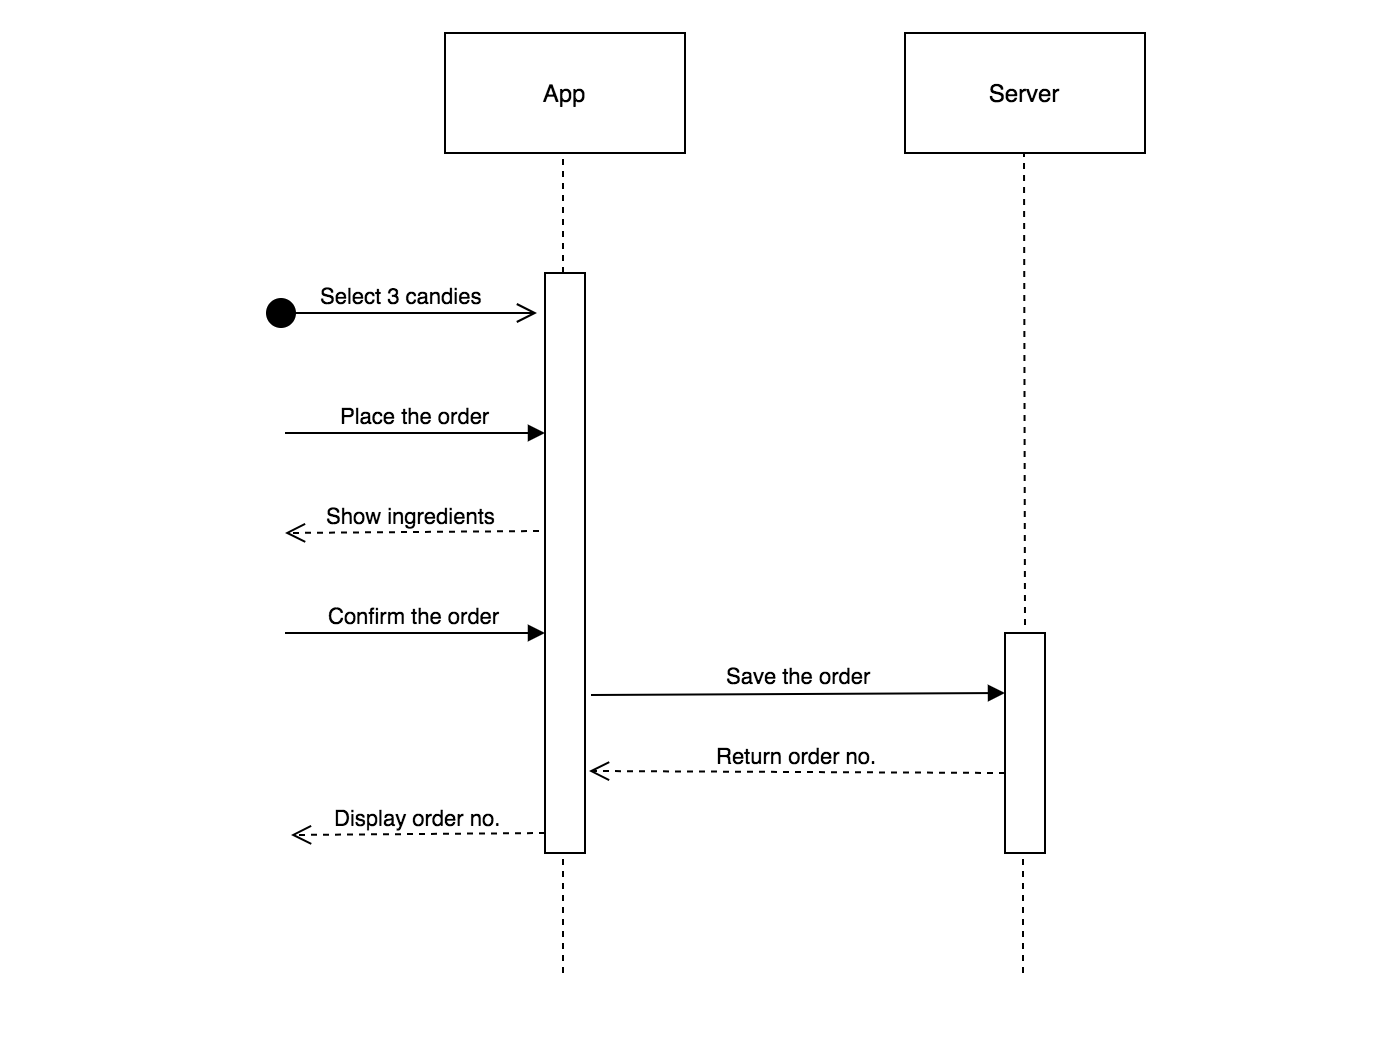 App
Server
Select 3 candies
Place the order
Show ingredients
Confirm the order
Save the order
Return order no.
Display order no.